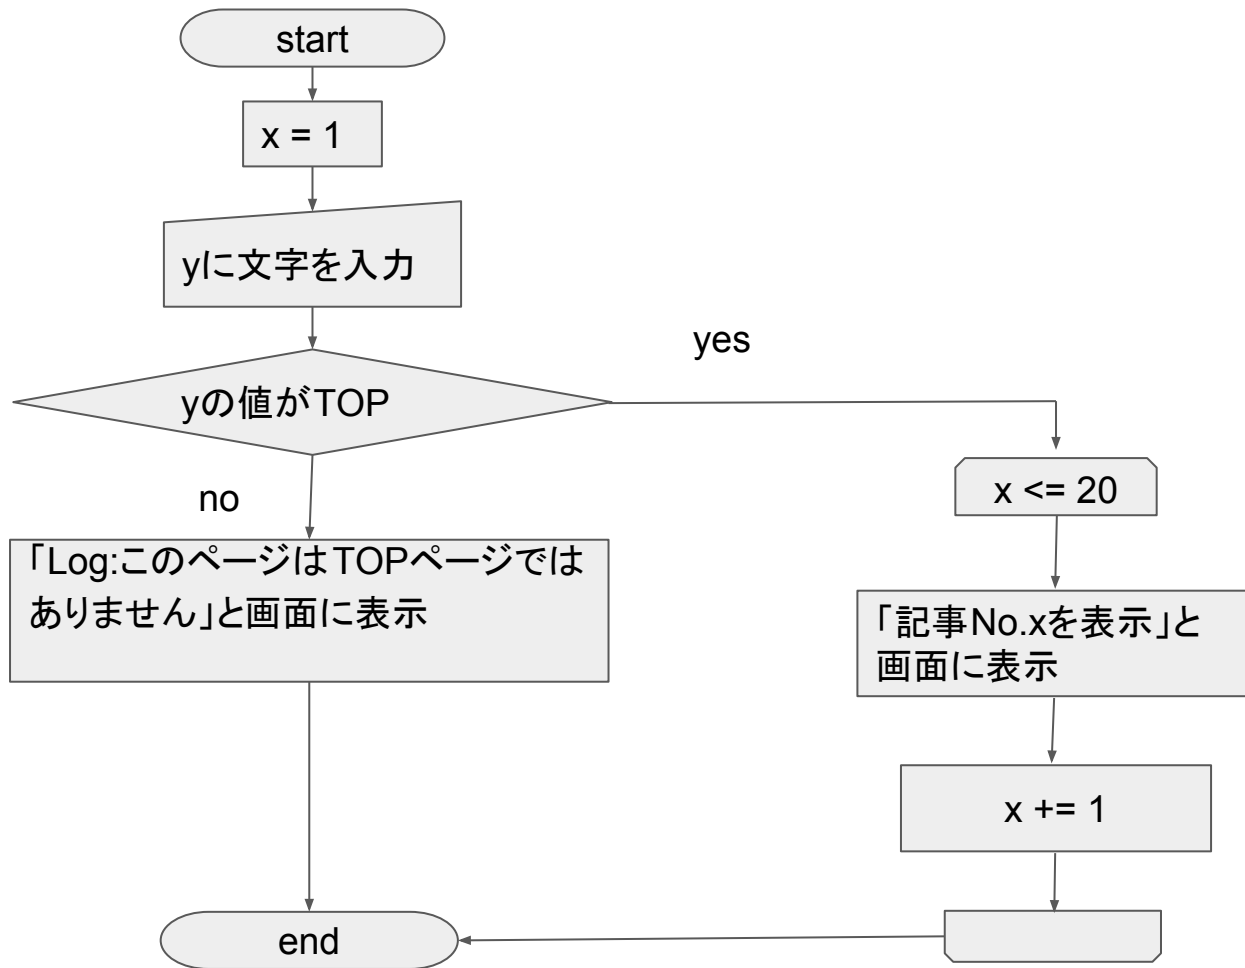 start
x = 1
yに文字を入力
yの値がTOP
yes
no
x <= 20
「Log:このページはTOPページでは
ありません」と画面に表示
「記事No.xを表示」と
画面に表示
x += 1
end